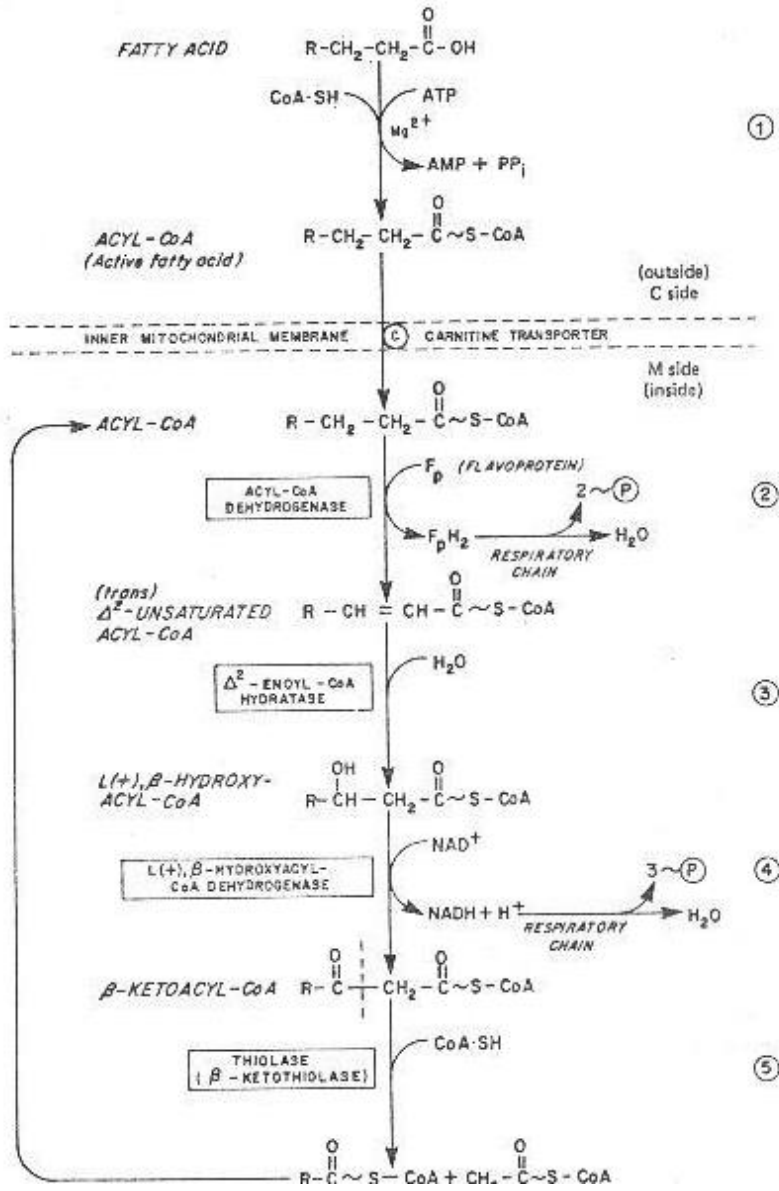 O
FATTY ACID R-CH₂-CH₂-C-OH
CoA·SH ATP
Mg²⁺ ①
AMP + PPᵢ
O
ACYL-CoA R-CH₂-CH₂-C~S-CoA
(Active fatty acid)
(outside)
C side
INNER MITOCHONDRIAL MEMBRANE Ⓒ CARNITINE TRANSPORTER
M side
(inside)
O
ACYL-CoA R-CH₂-CH₂-C~S-CoA
Fp (FLAVOPROTEIN)
ACYL-CoA
DEHYDROGENASE
2~Ⓟ ②
FpH₂ H₂O
RESPIRATORY
CHAIN
(trans) O
Δ²-UNSATURATED R-CH=CH-C~S-CoA
ACYL-CoA
H₂O
Δ²-ENOYL-CoA
HYDRATASE ③
OH O
L(+),β-HYDROXY-
ACYL-CoA R-CH-CH₂-C~S-CoA
NAD⁺
L(+),β-HYDROXYACYL-
CoA DEHYDROGENASE
3~Ⓟ ④
NADH + H⁺ H₂O
RESPIRATORY
CHAIN
O O
β-KETOACYL-CoA R-C-CH₂-C~S-CoA
CoA·SH
THIOLASE
(β-KETOTHIOLASE) ⑤
O O
R-C~S-CoA + CH₃-C~S-CoA